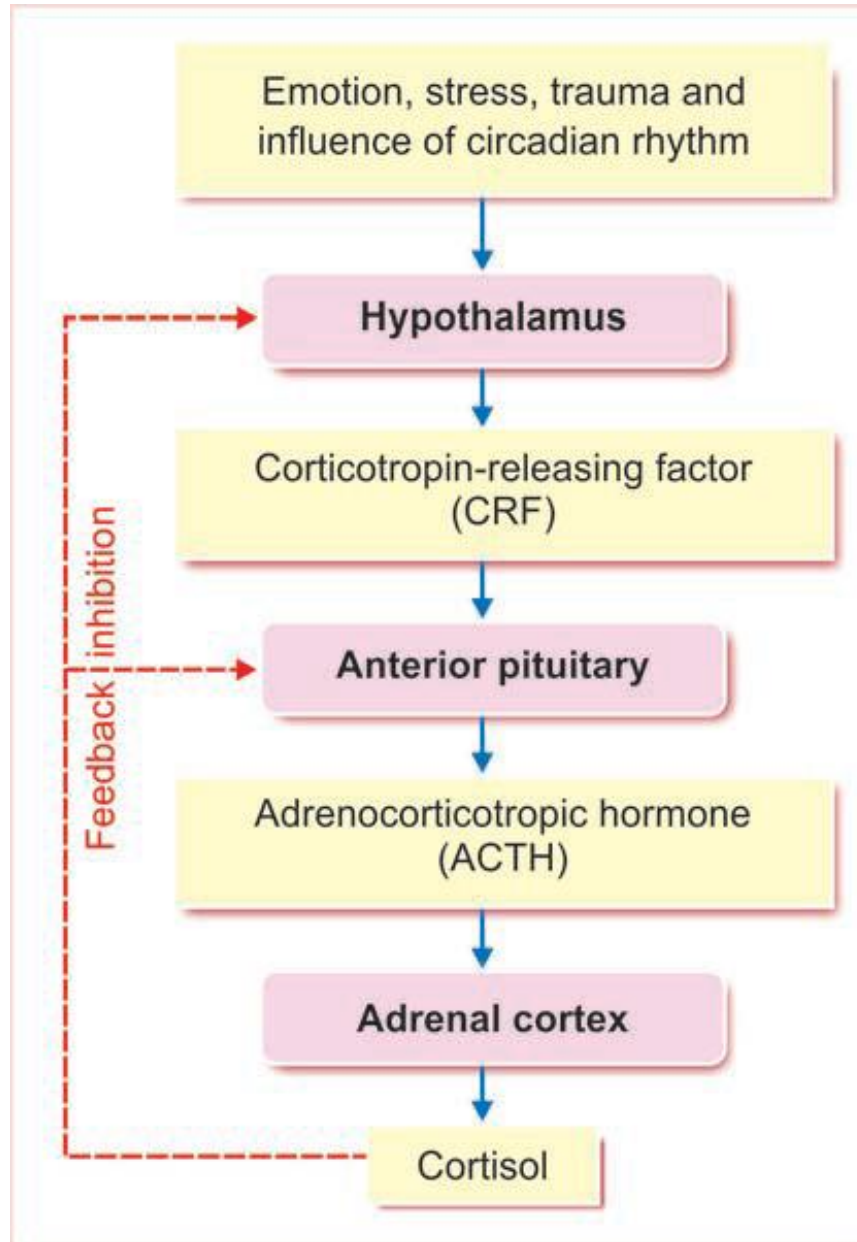 Emotion, stress, trauma and
influence of circadian rhythm
Hypothalamus
Corticotropin-releasing factor
(CRF)
Anterior pituitary
Feedback inhibition
Adrenocorticotropic hormone
(ACTH)
Adrenal cortex
Cortisol